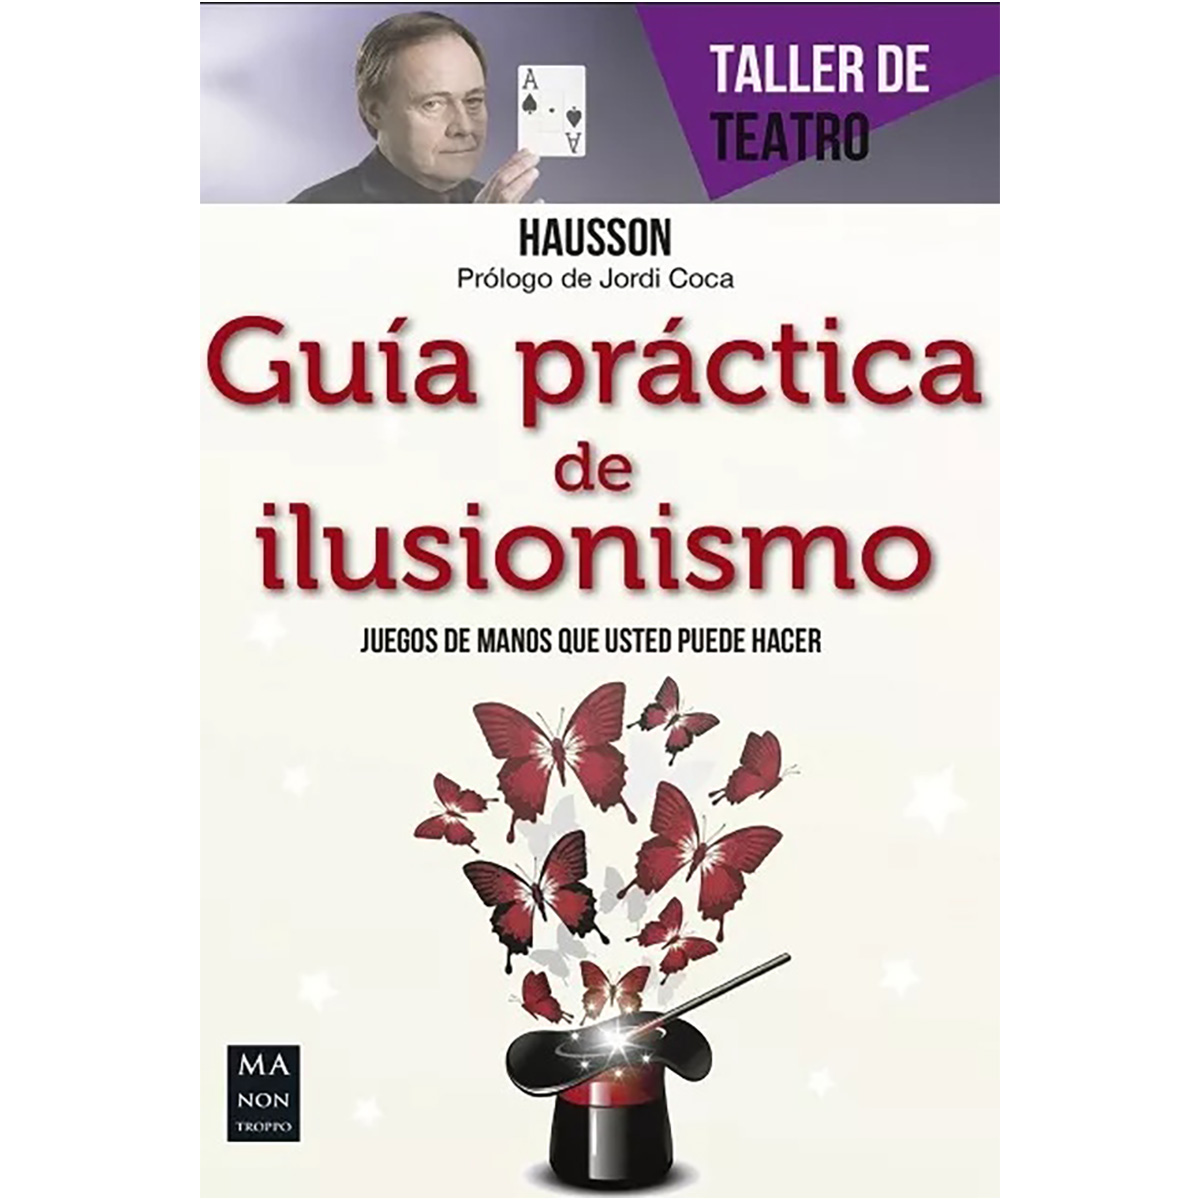 A
A
TALLER DE
TEATRO
HAUSSON
Prólogo de Jordi Coca
Guía práctica
de
ilusionismo
JUEGOS DE MANOS QUE USTED PUEDE HACER
MA
NON
TROPPO